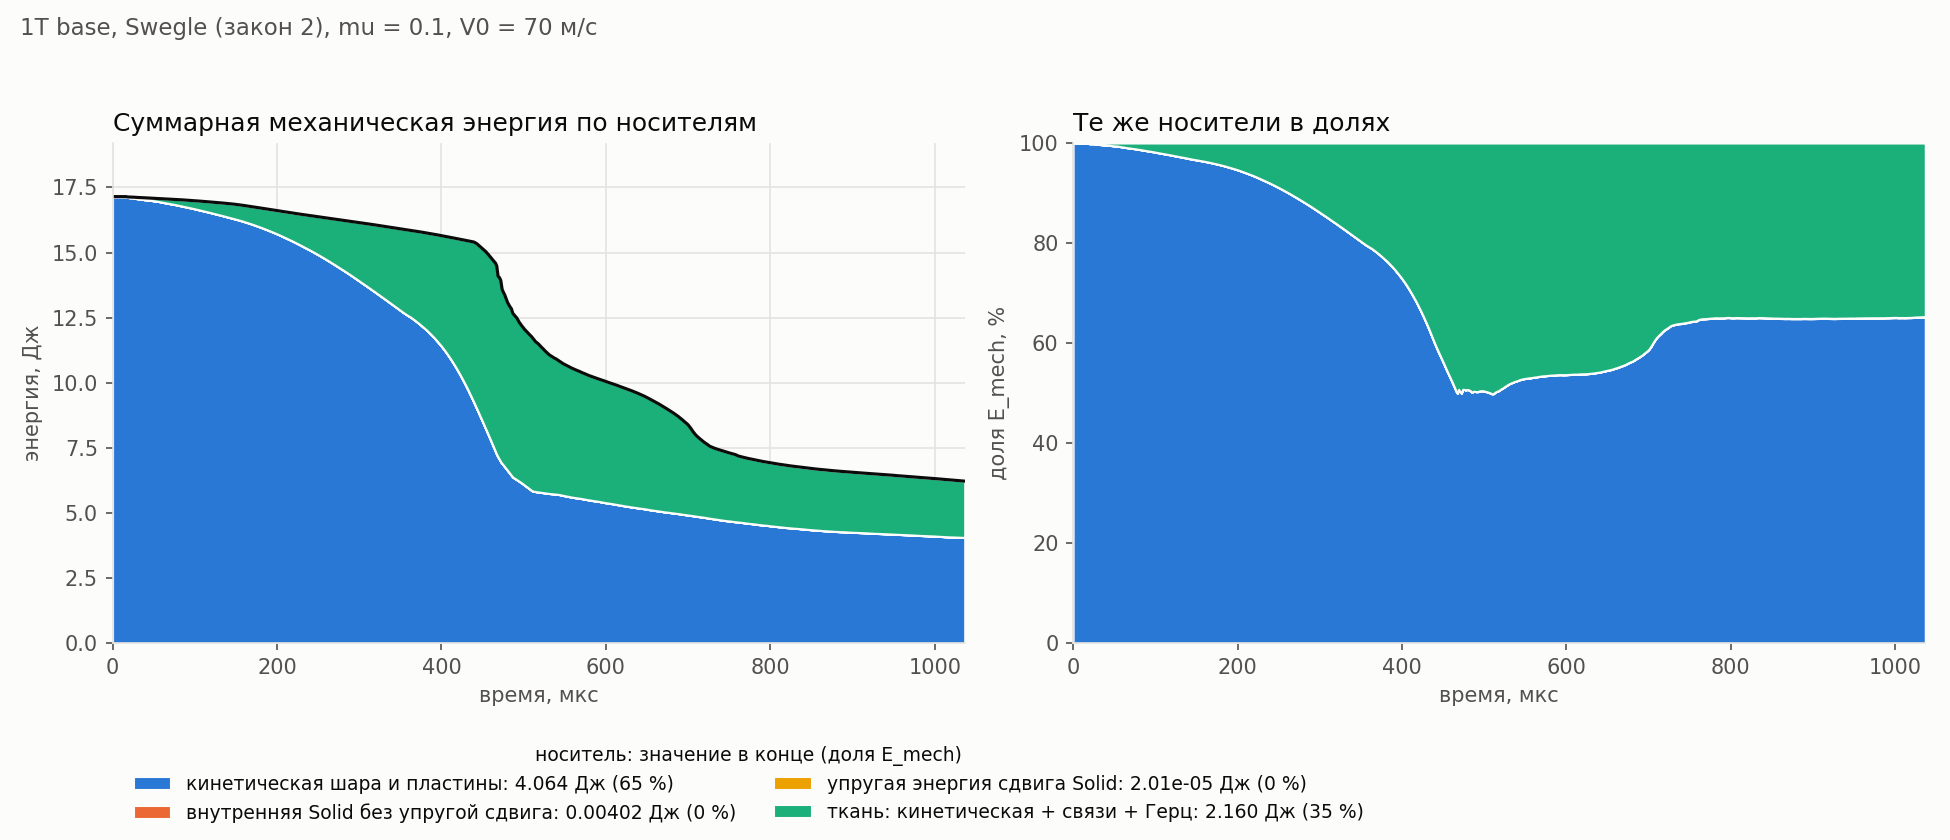 1T base, Swegle (закон 2), mu = 0.1, V0 = 70 м/с
Суммарная механическая энергия по носителям
17.5
15.0
12.5
10.0
7.5
5.0
2.5
0.0
энергия, Дж
0 200 400 600 800 1000
время, мкс
Те же носители в долях
100
80
60
40
20
0
доля E_mech, %
0 200 400 600 800 1000
время, мкс
носитель: значение в конце (доля E_mech)
кинетическая шара и пластины: 4.064 Дж (65 %)
внутренняя Solid без упругой сдвига: 0.00402 Дж (0 %)
упругая энергия сдвига Solid: 2.01e-05 Дж (0 %)
ткань: кинетическая + связи + Герц: 2.160 Дж (35 %)